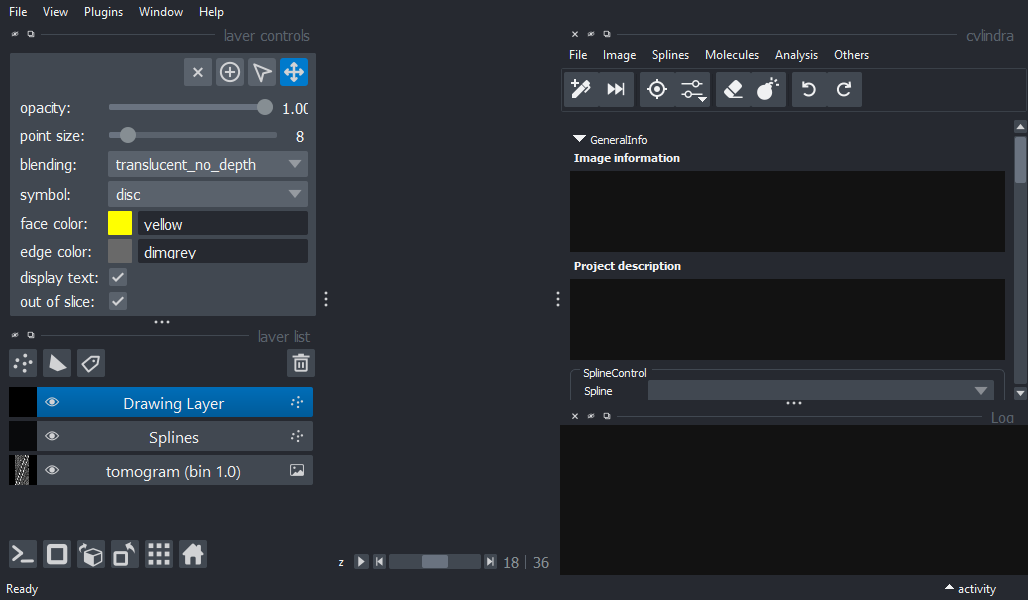 File View Plugins Window Help
layer controls
opacity: 1.00
point size: 8
blending: translucent_no_depth
symbol: disc
face color: yellow
edge color: dimgrey
display text:
out of slice:
layer list
Drawing Layer
Splines
tomogram (bin 1.0)
z 18 36
Ready
cylindra
File Image Splines Molecules Analysis Others
GeneralInfo
Image information
Project description
SplineControl
Spline
Log
activity